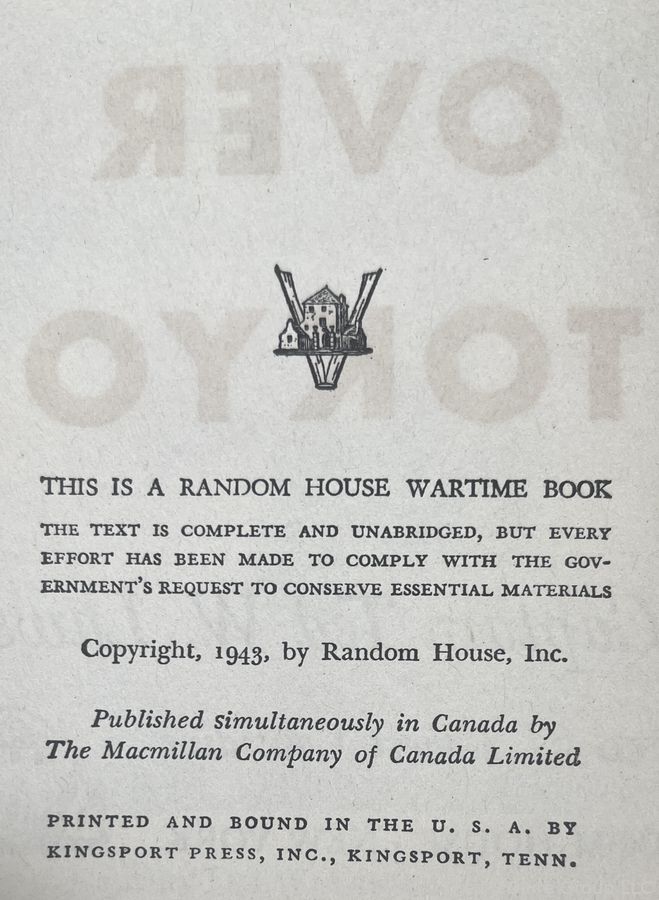 OVER
TOKYO
THIS IS A RANDOM HOUSE WARTIME BOOK
THE TEXT IS COMPLETE AND UNABRIDGED, BUT EVERY
EFFORT HAS BEEN MADE TO COMPLY WITH THE GOV-
ERNMENT'S REQUEST TO CONSERVE ESSENTIAL MATERIALS
Copyright, 1943, by Random House, Inc.
Published simultaneously in Canada by
The Macmillan Company of Canada Limited
PRINTED AND BOUND IN THE U. S. A. BY
KINGSPORT PRESS, INC., KINGSPORT, TENN.